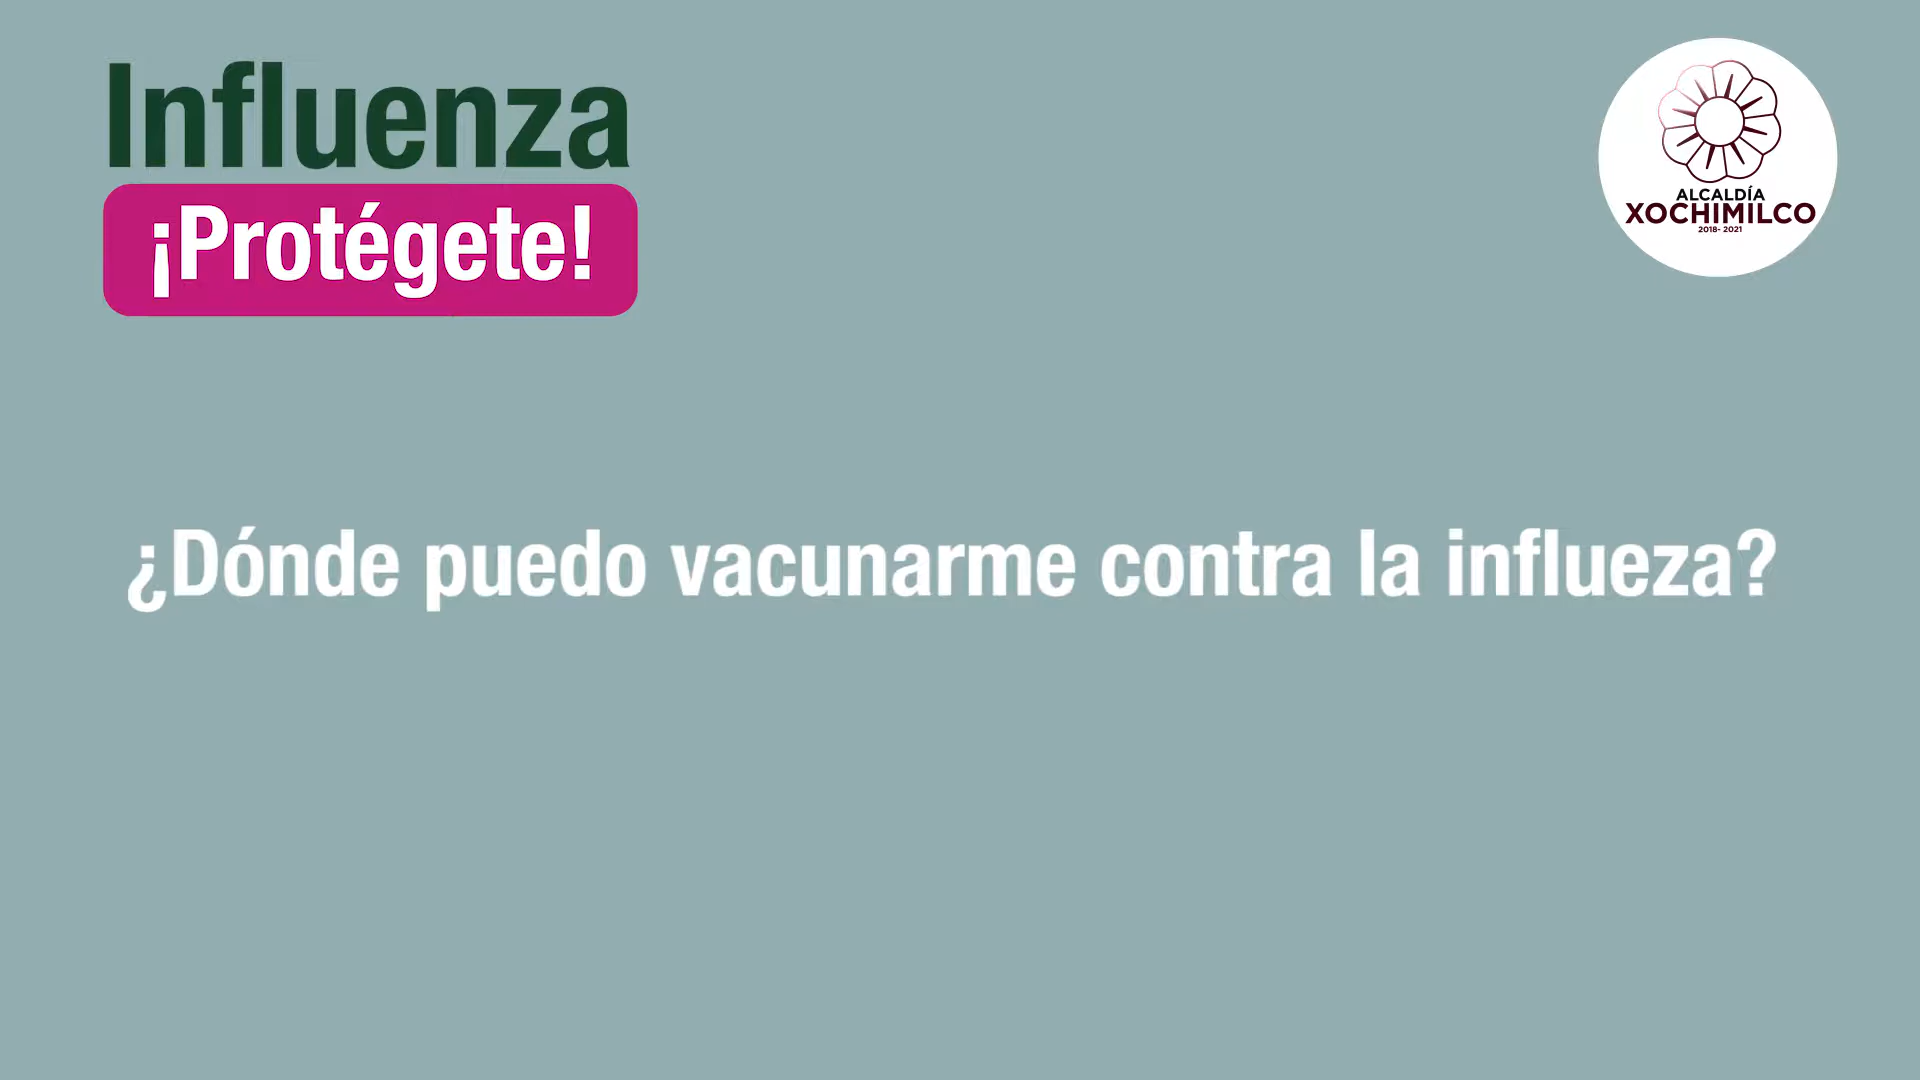 Influenza
¡Protégete!
ALCALDÍA
XOCHIMILCO
2018- 2021
¿Dónde puedo vacunarme contra la influeza?